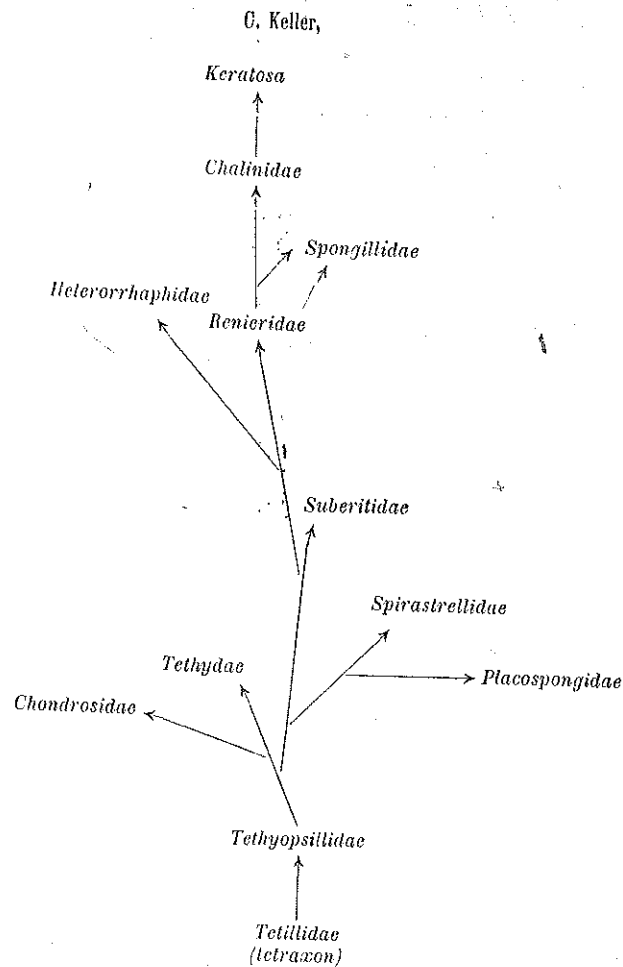 C. Keller,
Keratosa
Chalinidae
Spongillidae
Heterorrhaphidae
Renieridae
Suberitidae
Spirastrellidae
Tethydae
Placospongidae
Chondrosidae
Tethyopsillidae
Tetillidae
(tetraxon)